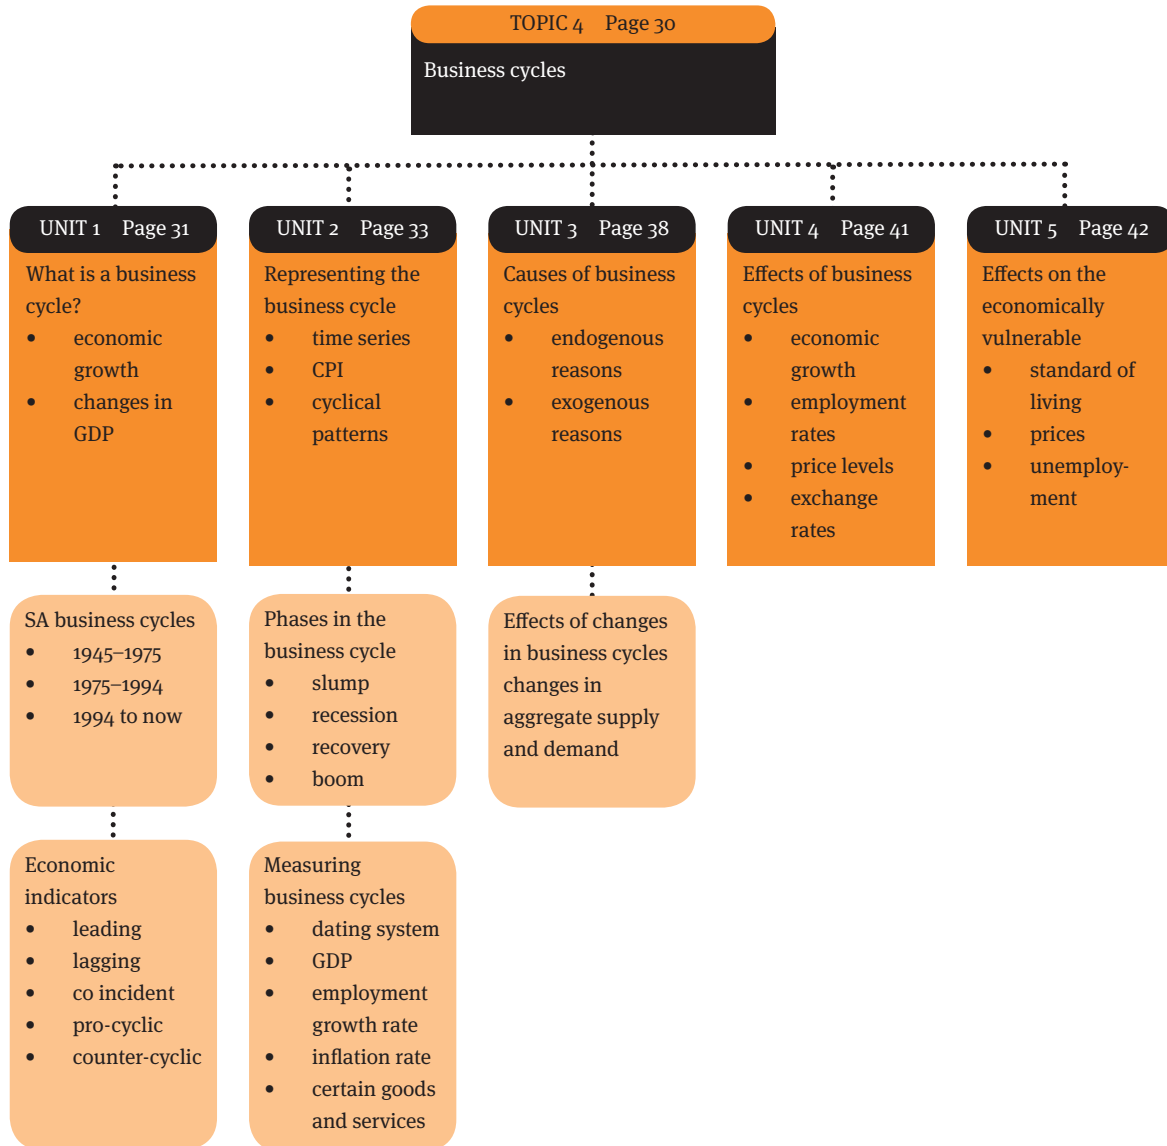 TOPIC 4 Page 30
Business cycles
UNIT 1 Page 31
What is a business
cycle?
• economic
growth
• changes in
GDP
SA business cycles
• 1945–1975
• 1975–1994
• 1994 to now
Economic
indicators
• leading
• lagging
• co incident
• pro-cyclic
• counter-cyclic
UNIT 2 Page 33
Representing the
business cycle
• time series
• CPI
• cyclical
patterns
Phases in the
business cycle
• slump
• recession
• recovery
• boom
Measuring
business cycles
• dating system
• GDP
• employment
growth rate
• inflation rate
• certain goods
and services
UNIT 3 Page 38
Causes of business
cycles
• endogenous
reasons
• exogenous
reasons
Effects of changes
in business cycles
changes in
aggregate supply
and demand
UNIT 4 Page 41
Effects of business
cycles
• economic
growth
• employment
rates
• price levels
• exchange
rates
UNIT 5 Page 42
Effects on the
economically
vulnerable
• standard of
living
• prices
• unemploy-
ment